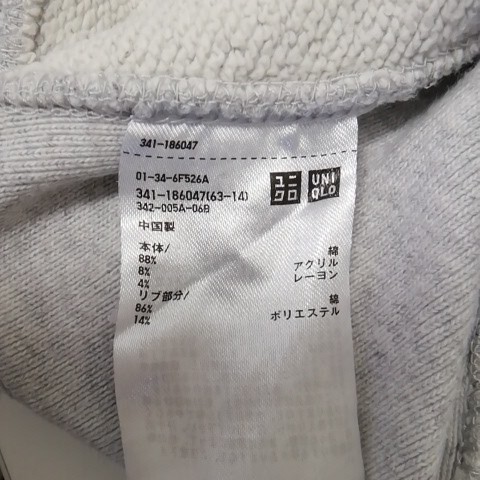 341-186047
01-34-6F526A
341-186047(63-14)
342-005A-06B
ユニクロ
UNIQLO
中国製
本体/
88% 綿
8% アクリル
4% レーヨン
リブ部分/
86% 綿
14% ポリエステル